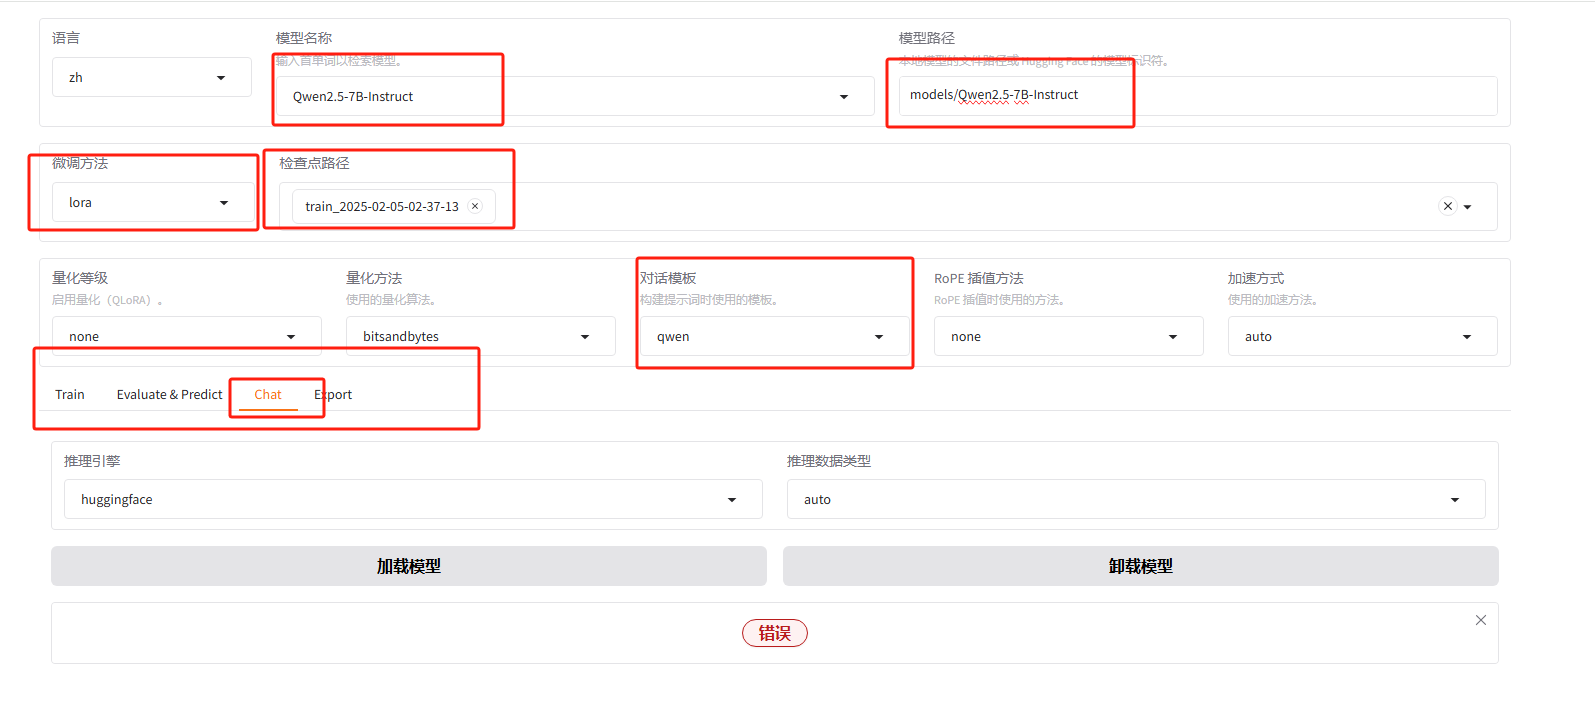 语言
模型名称
模型路径
输入首单词以检索模型。
本地模型的文件路径或 Hugging Face 的模型标识符。
zh
Qwen2.5-7B-Instruct
models/Qwen2.5-7B-Instruct
微调方法
检查点路径
lora
train_2025-02-05-02-37-13
量化等级
量化方法
对话模板
RoPE 插值方法
加速方式
启用量化（QLoRA）。
使用的量化算法。
构建提示词时使用的模板。
RoPE 插值时使用的方法。
使用的加速方法。
none
bitsandbytes
qwen
none
auto
Train
Evaluate & Predict
Chat
Export
推理引擎
推理数据类型
huggingface
auto
加载模型
卸载模型
错误